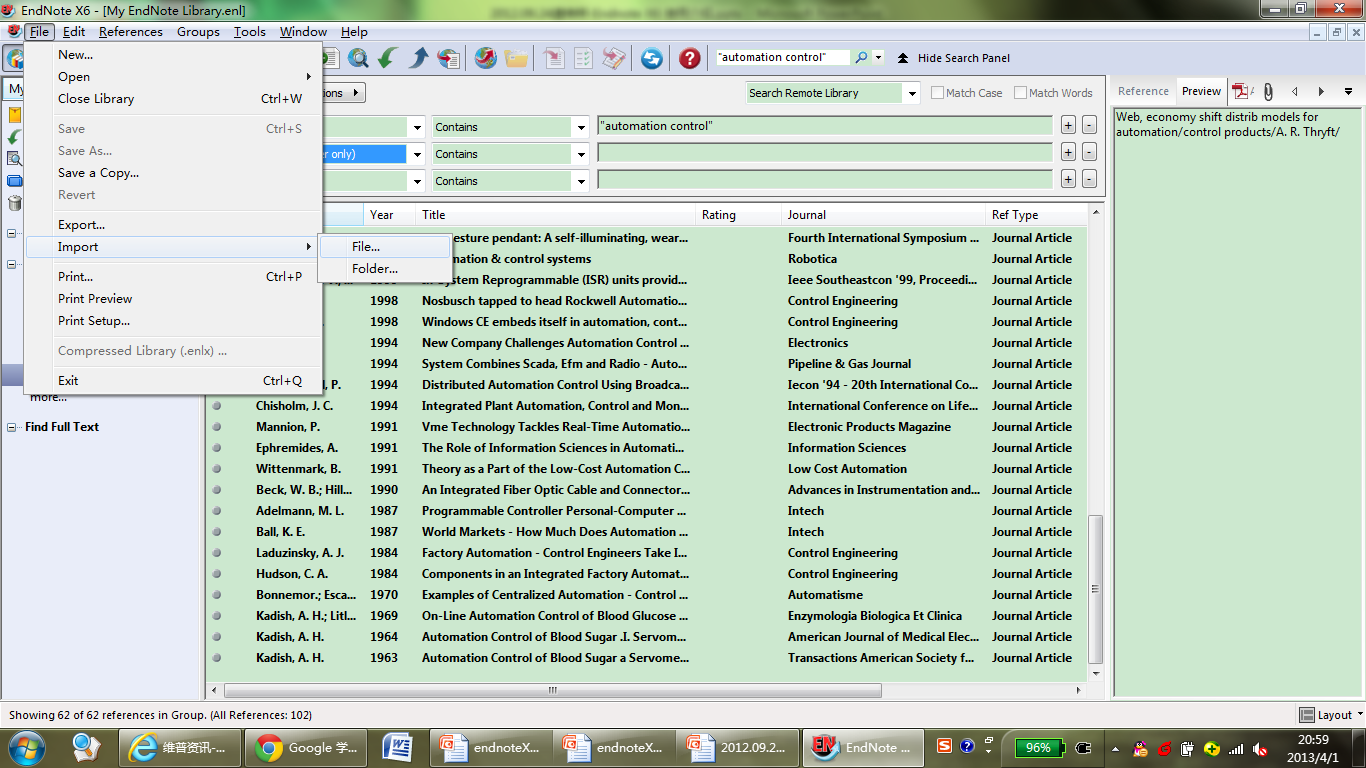 EndNote X6 - [My EndNote Library.enl]
File Edit References Groups Tools Window Help
"automation control" Hide Search Panel
New...
Open
Close Library Ctrl+W
Save Ctrl+S
Save As...
Save a Copy...
Revert
Export...
Import
File...
Folder...
Print... Ctrl+P
Print Preview
Print Setup...
Compressed Library (.enlx) ...
Exit Ctrl+Q
My
more...
Find Full Text
Search Remote Library Match Case Match Words
Contains "automation control" + -
Contains + -
Contains + -
Year Title Rating Journal Ref Type
esture pendant: A self-illuminating, wear... Fourth International Symposium ... Journal Article
nation & control systems Robotica Journal Article
System Reprogrammable (ISR) units provid... Ieee Southeastcon '99, Proceedi... Journal Article
1998 Nosbusch tapped to head Rockwell Automatio... Control Engineering Journal Article
1998 Windows CE embeds itself in automation, cont... Control Engineering Journal Article
1994 New Company Challenges Automation Control ... Electronics Journal Article
1994 System Combines Scada, Efm and Radio - Auto... Pipeline & Gas Journal Journal Article
, P. 1994 Distributed Automation Control Using Broadca... Iecon '94 - 20th International Co... Journal Article
Chisholm, J. C. 1994 Integrated Plant Automation, Control and Mon... International Conference on Life... Journal Article
Mannion, P. 1991 Vme Technology Tackles Real-Time Automatio... Electronic Products Magazine Journal Article
Ephremides, A. 1991 The Role of Information Sciences in Automati... Information Sciences Journal Article
Wittenmark, B. 1991 Theory as a Part of the Low-Cost Automation C... Low Cost Automation Journal Article
Beck, W. B.; Hill... 1990 An Integrated Fiber Optic Cable and Connector... Advances in Instrumentation and... Journal Article
Adelmann, M. L. 1987 Programmable Controller Personal-Computer ... Intech Journal Article
Ball, K. E. 1987 World Markets - How Much Does Automation ... Intech Journal Article
Laduzinsky, A. J. 1984 Factory Automation - Control Engineers Take I... Control Engineering Journal Article
Hudson, C. A. 1984 Components in an Integrated Factory Automat... Control Engineering Journal Article
Bonnemor.; Esca... 1970 Examples of Centralized Automation - Control ... Automatisme Journal Article
Kadish, A. H.; Litl... 1969 On-Line Automation Control of Blood Glucose ... Enzymologia Biologica Et Clinica Journal Article
Kadish, A. H. 1964 Automation Control of Blood Sugar .I. Servom... American Journal of Medical Elec... Journal Article
Kadish, A. H. 1963 Automation Control of Blood Sugar a Servome... Transactions American Society f... Journal Article
Reference Preview
Web, economy shift distrib models for
automation/control products/A. R. Thryft/
Showing 62 of 62 references in Group. (All References: 102) Layout
维普资讯-... Google 学... endnoteX... endnoteX... 2012.09.2... EndNote ... 96% 20:59
2013/4/1